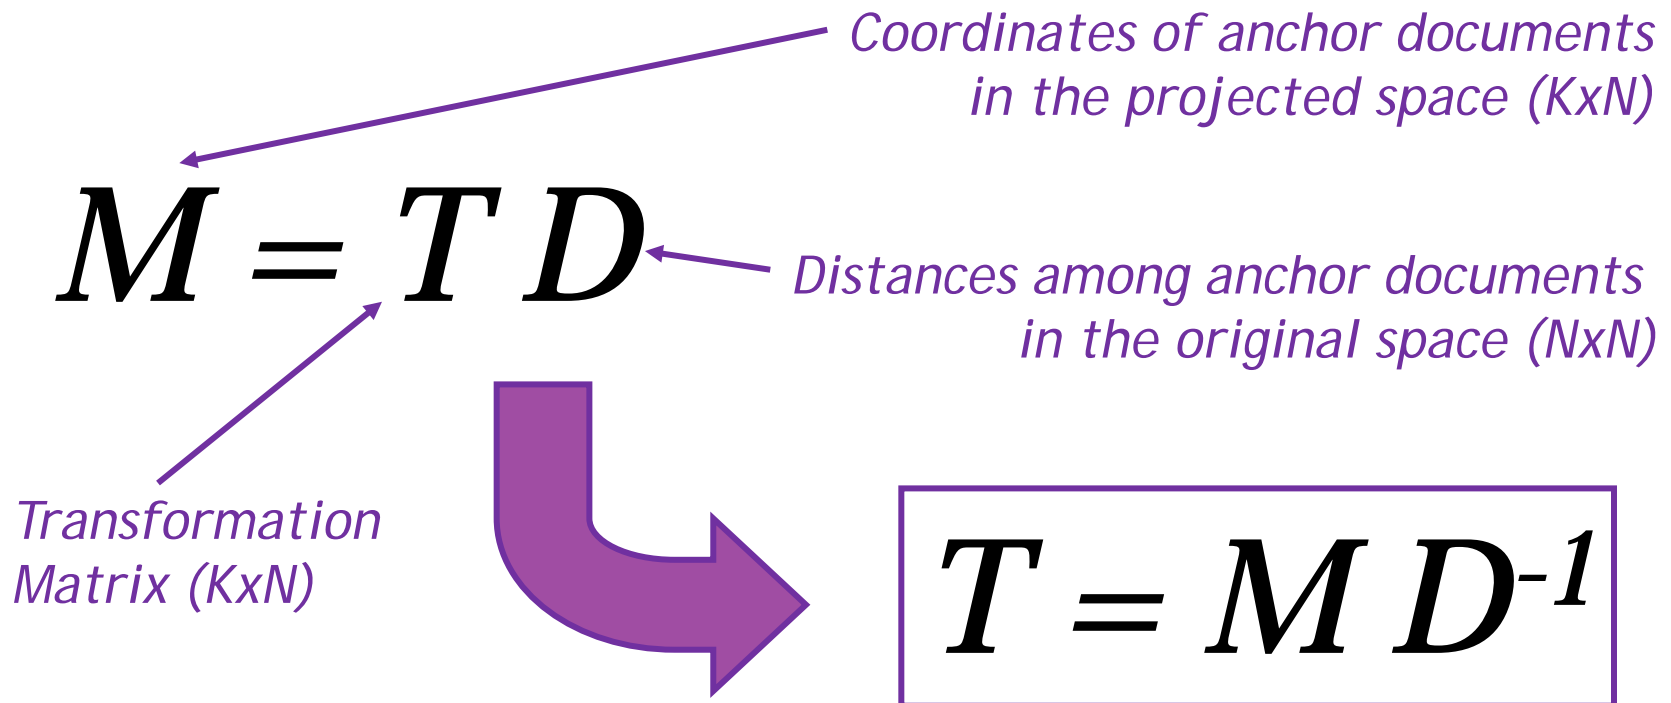 Coordinates of anchor documents
in the projected space (KxN)
M = T D
Distances among anchor documents
in the original space (NxN)
Transformation
Matrix (KxN)
T = M D⁻¹